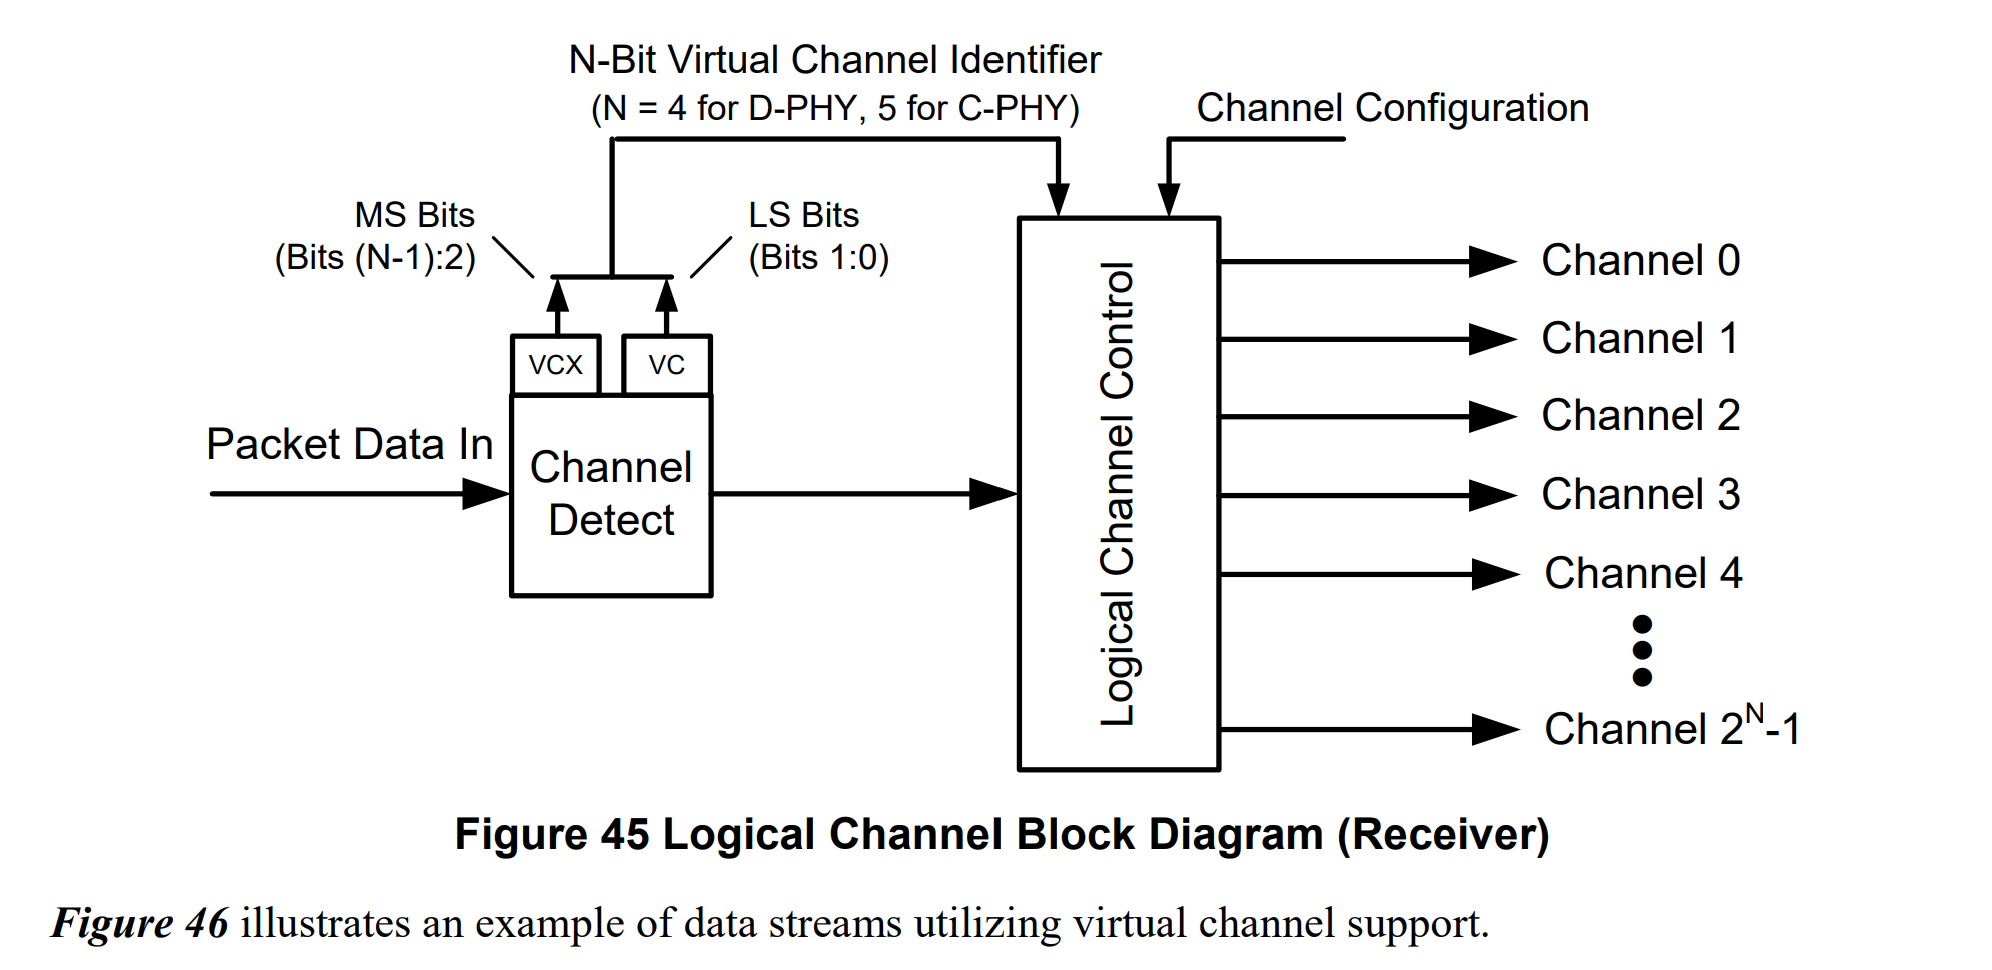 N-Bit Virtual Channel Identifier
(N = 4 for D-PHY, 5 for C-PHY)
Channel Configuration
MS Bits
(Bits (N-1):2)
LS Bits
(Bits 1:0)
VCX
VC
Packet Data In
Channel
Detect
Logical Channel Control
Channel 0
Channel 1
Channel 2
Channel 3
Channel 4
Channel 2^N-1
Figure 45 Logical Channel Block Diagram (Receiver)
Figure 46 illustrates an example of data streams utilizing virtual channel support.